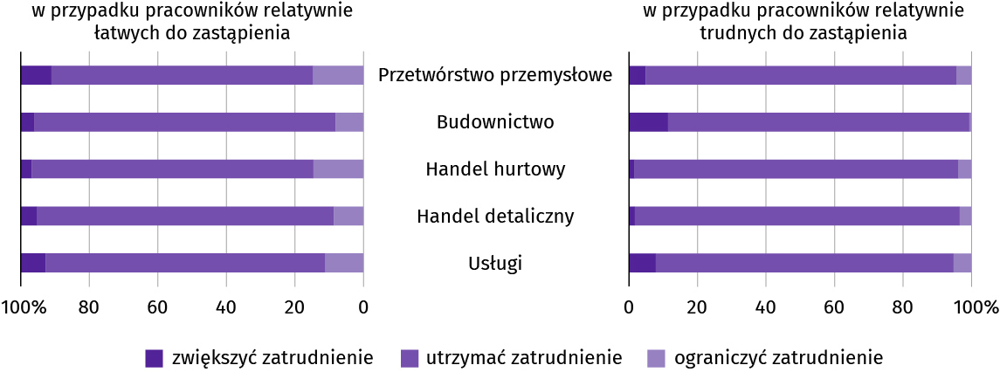 w przypadku pracowników relatywnie
łatwych do zastąpienia
w przypadku pracowników relatywnie
trudnych do zastąpienia
Przetwórstwo przemysłowe
Budownictwo
Handel hurtowy
Handel detaliczny
Usługi
100% 80 60 40 20 0
0 20 40 60 80 100%
zwiększyć zatrudnienie utrzymać zatrudnienie ograniczyć zatrudnienie